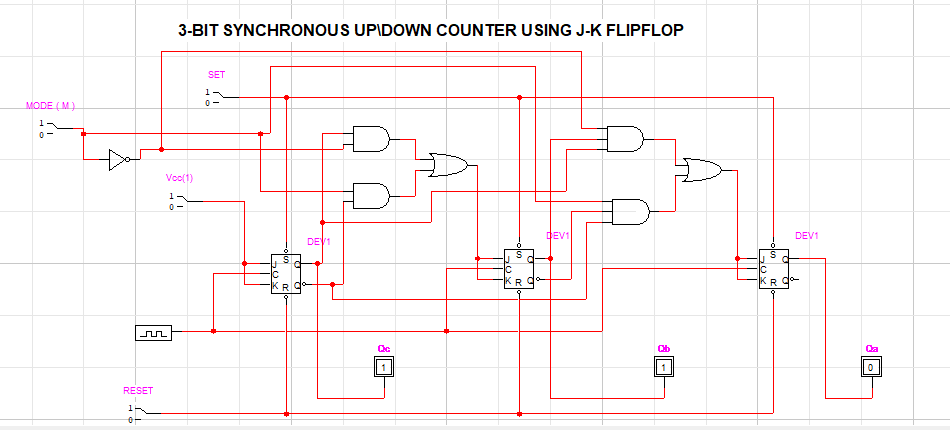 3-BIT SYNCHRONOUS UP\DOWN COUNTER USING J-K FLIPFLOP
SET
1
0
MODE ( M )
1
0
Vcc(1)
1
0
DEV1
S
J Q
C
K R Q
DEV1
S
J Q
C
K R Q
DEV1
S
J Q
C
K R Q
Qc
1
Qb
1
Qa
0
RESET
1
0